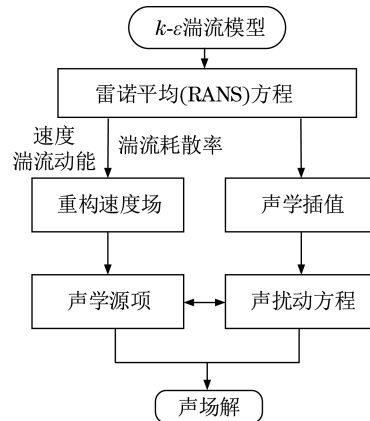 k-ε湍流模型
雷诺平均(RANS)方程
速度
湍流动能
湍流耗散率
重构速度场
声学插值
声学源项
声扰动方程
声场解